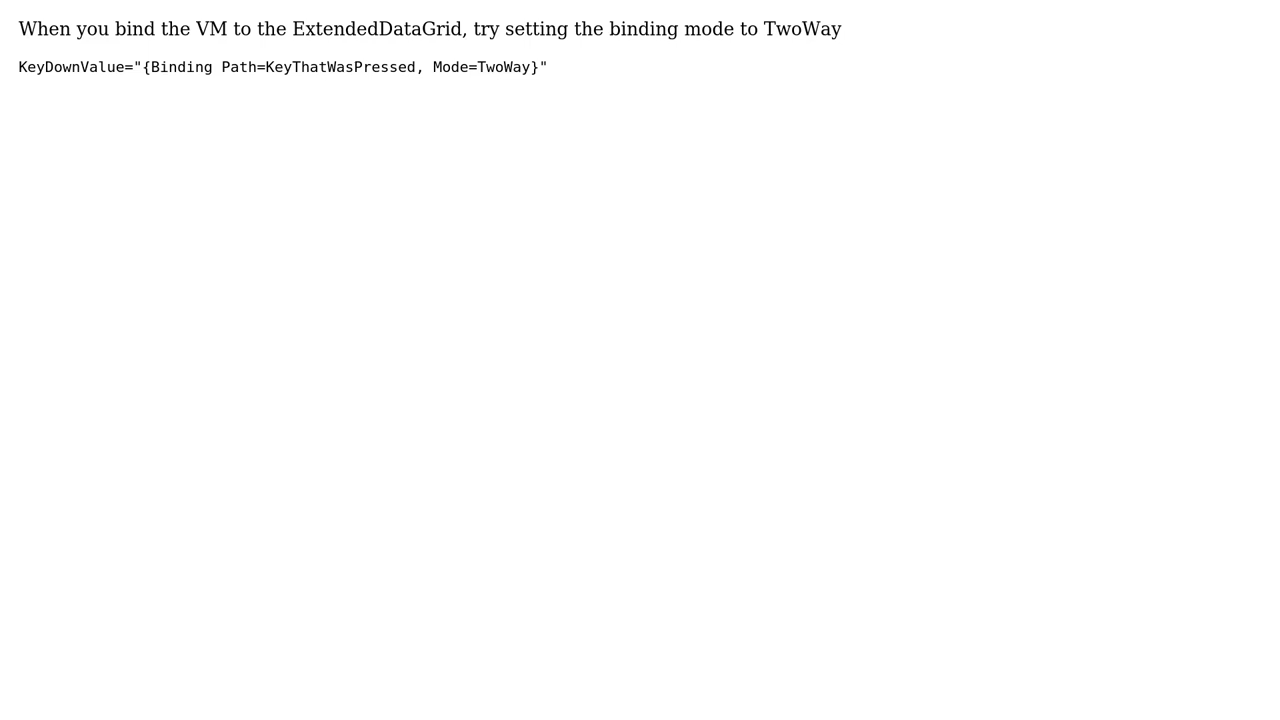 When you bind the VM to the ExtendedDataGrid, try setting the binding mode to TwoWay
KeyDownValue="{Binding Path=KeyThatWasPressed, Mode=TwoWay}"